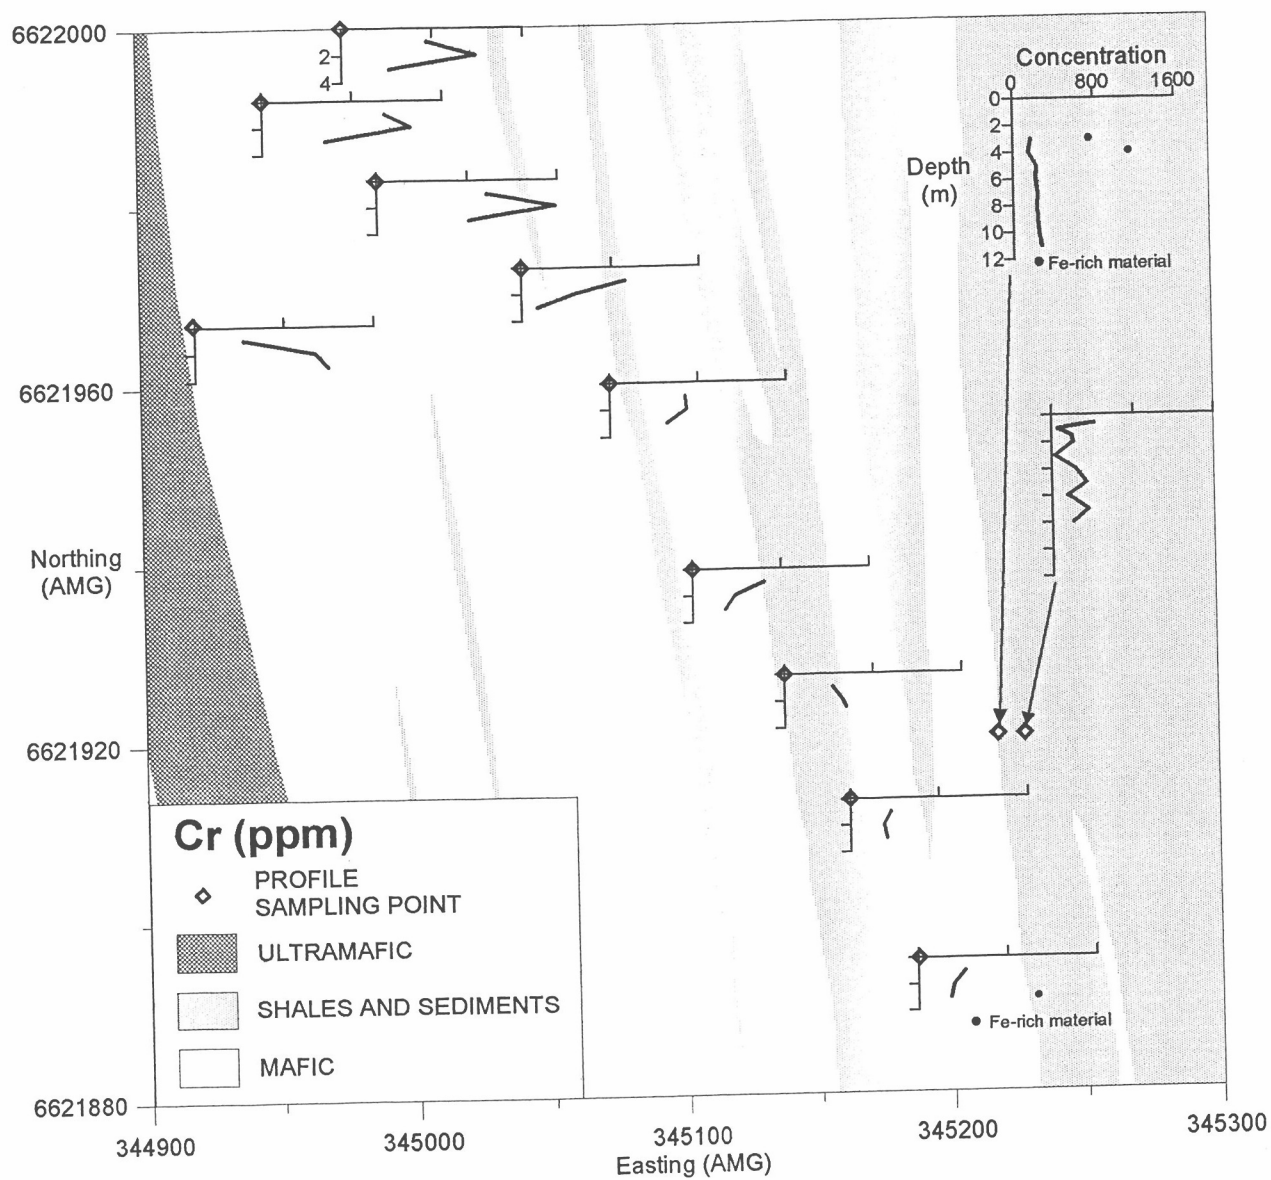 6622000
2
4
Concentration
0 800 1600
0
2
4
6
8
10
12
Depth
(m)
Fe-rich material
6621960
Northing
(AMG)
6621920
Cr (ppm)
PROFILE
SAMPLING POINT
ULTRAMAFIC
SHALES AND SEDIMENTS
MAFIC
Fe-rich material
6621880
344900 345000 345100 345200 345300
Easting (AMG)